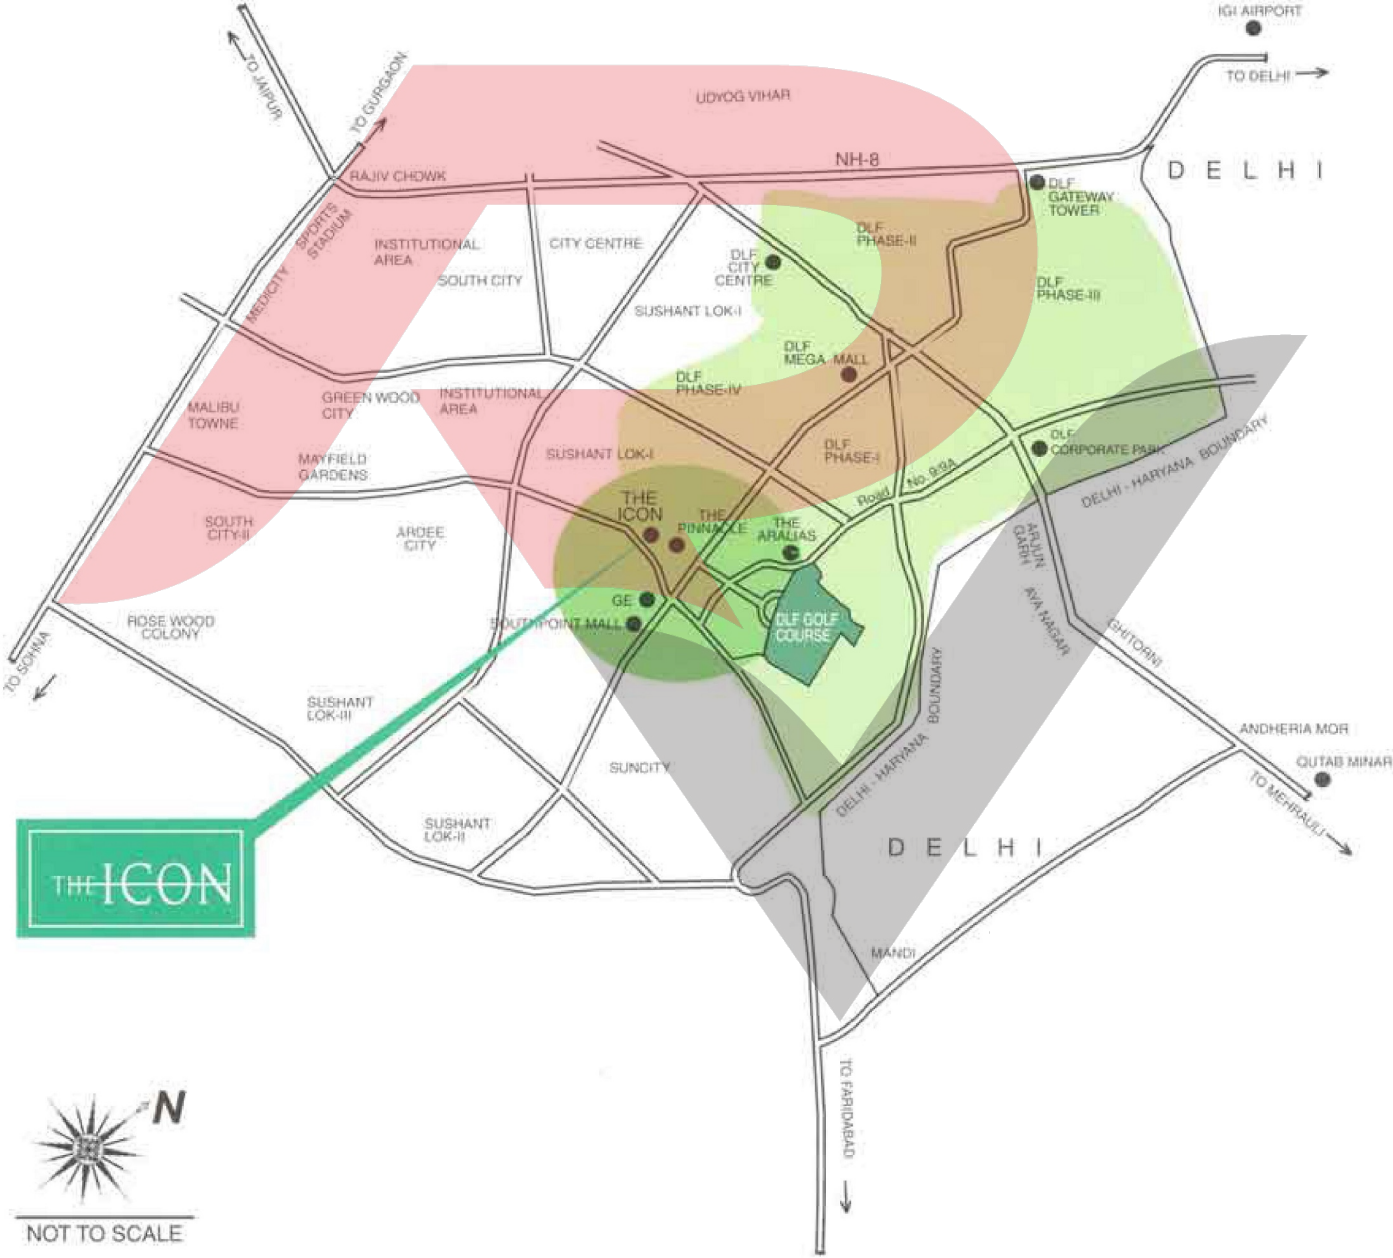 IGI AIRPORT
TO DELHI
TO JAIPUR
TO GURGAON
UDYOG VIHAR
NH-8
DELHI
RAJIV CHOWK
DLF
GATEWAY
TOWER
SPORTS
STADIUM
MEDICITY
INSTITUTIONAL
AREA
CITY CENTRE
SOUTH CITY
DLF
PHASE-II
DLF
CITY
CENTRE
DLF
PHASE-III
SUSHANT LOK-I
DLF
MEGA MALL
DLF
PHASE-IV
MALIBU
TOWNE
GREEN WOOD
CITY
INSTITUTIONAL
AREA
SUSHANT LOK-I
DLF
PHASE-I
DLF
CORPORATE PARK
DELHI - HARYANA BOUNDARY
MAYFIELD
GARDENS
Road No. 9:9A
SOUTH
CITY-II
ARDEE
CITY
THE
ICON
THE
PINNACLE
THE
ARALIAS
ARJUN
GARH
AYA NAGAR
GHITORNI
GE
SOUTHPOINT MALL
DLF GOLF
COURSE
ROSE WOOD
COLONY
TO SOHNA
SUSHANT
LOK-III
DELHI - HARYANA BOUNDARY
ANDHERIA MOR
QUTAB MINAR
TO MEHRAULI
SUNCITY
SUSHANT
LOK-II
DELHI
THE ICON
MANDI
TO FARIDABAD
N
NOT TO SCALE